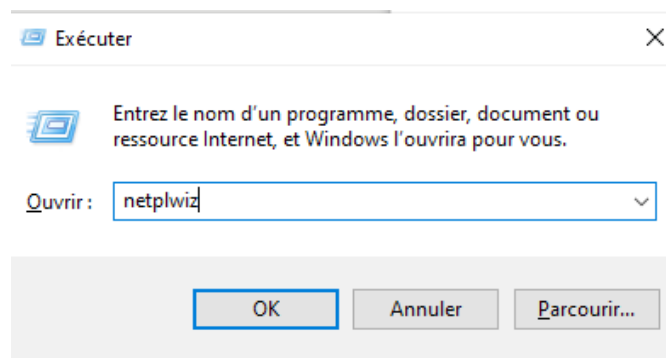 Exécuter
Entrez le nom d'un programme, dossier, document ou
ressource Internet, et Windows l'ouvrira pour vous.
Ouvrir : netplwiz
OK Annuler Parcourir...